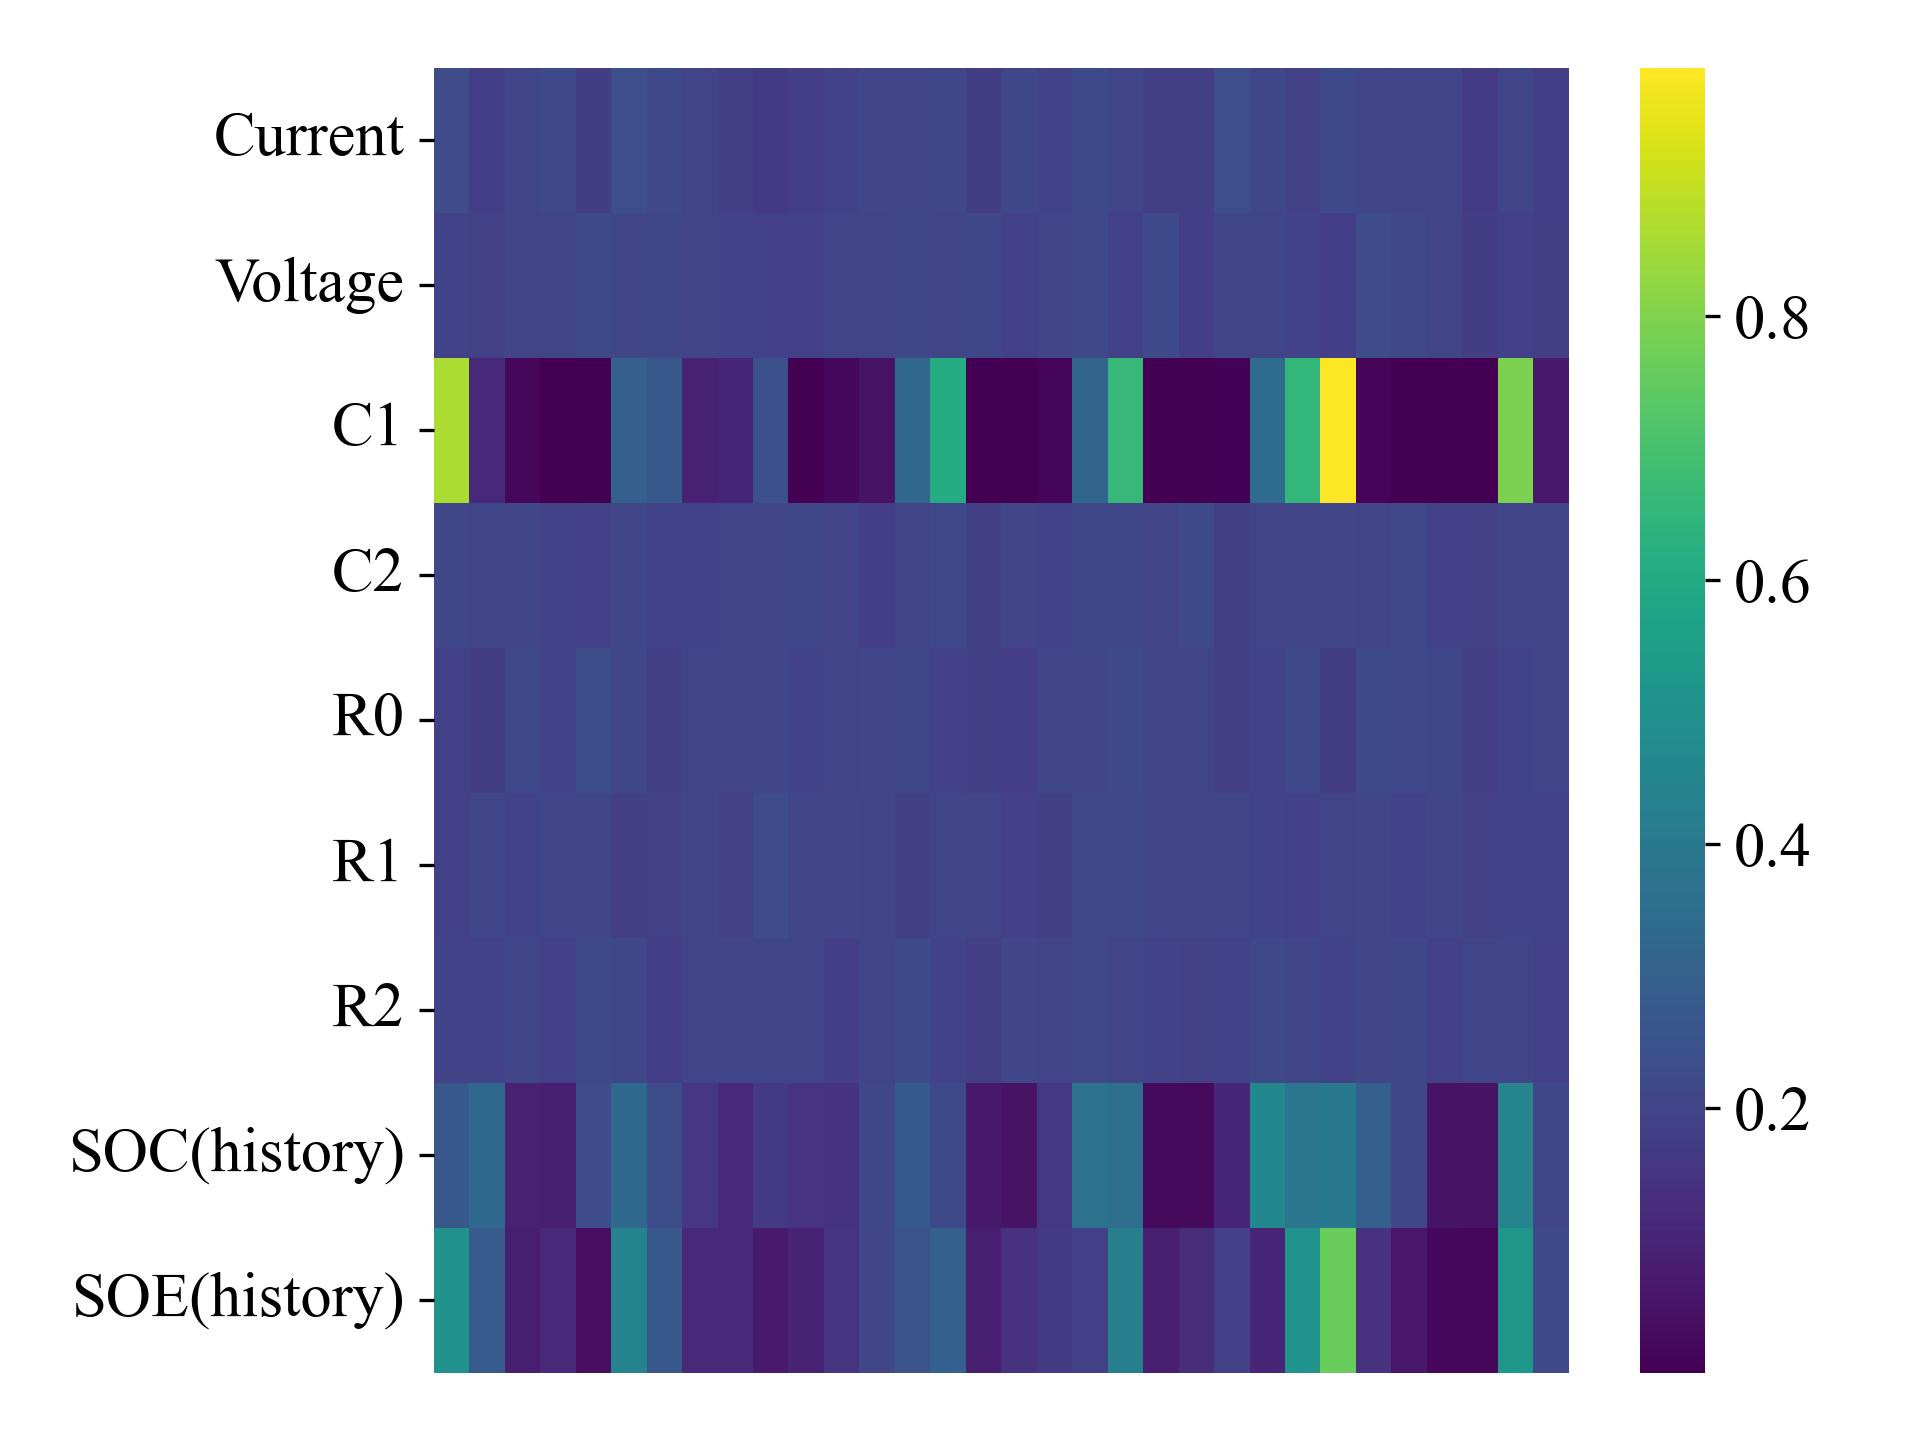 Current
Voltage
C1
C2
R0
R1
R2
SOC(history)
SOE(history)
0.8
0.6
0.4
0.2